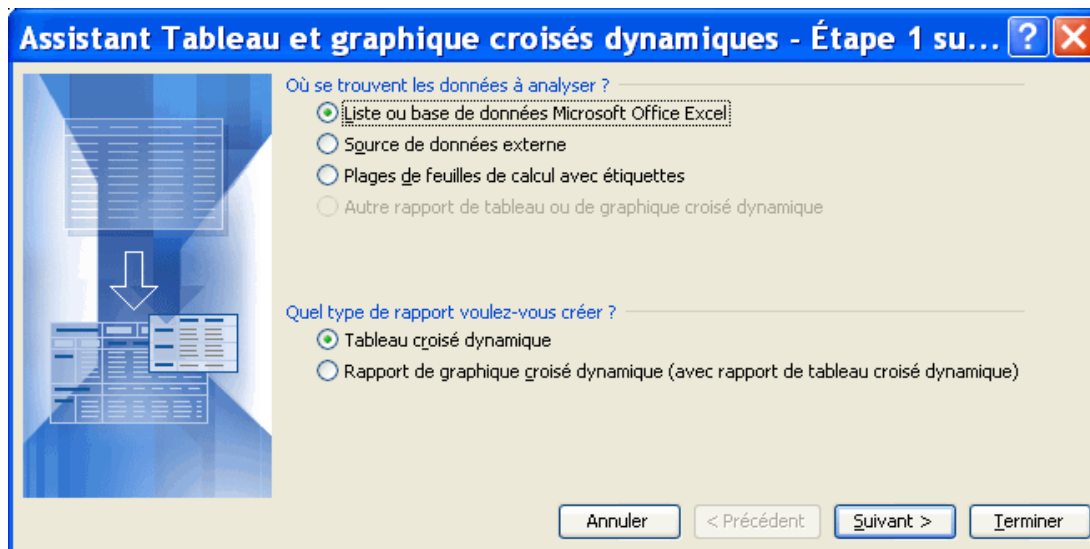 Assistant Tableau et graphique croisés dynamiques - Étape 1 su...
Où se trouvent les données à analyser ?
Liste ou base de données Microsoft Office Excel
Source de données externe
Plages de feuilles de calcul avec étiquettes
Autre rapport de tableau ou de graphique croisé dynamique
Quel type de rapport voulez-vous créer ?
Tableau croisé dynamique
Rapport de graphique croisé dynamique (avec rapport de tableau croisé dynamique)
Annuler < Précédent Suivant > Terminer